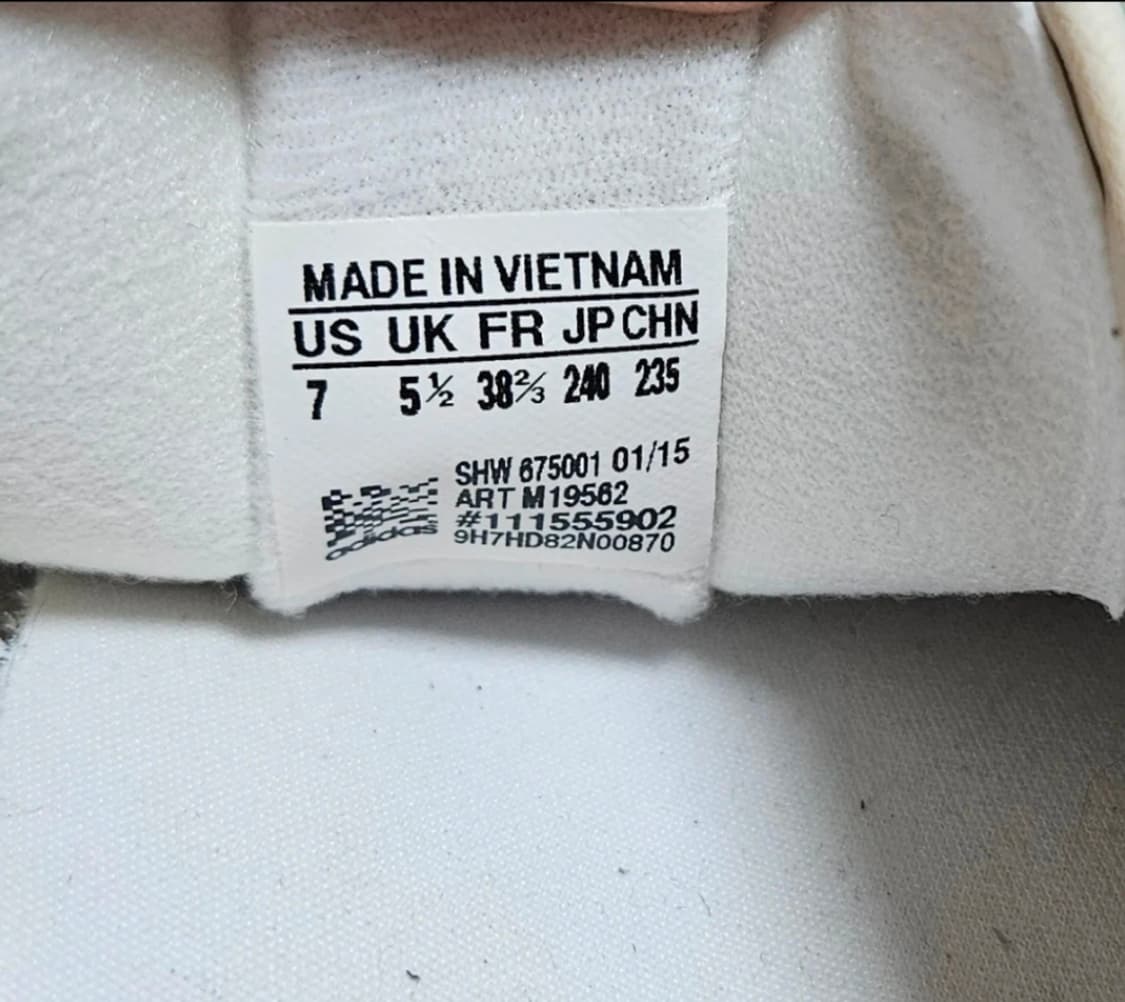 MADE IN VIETNAM
US UK FR JP CHN
7 5½ 38⅔ 240 235
SHW 675001 01/15
ART M19562
#111555902
9H7HD82N00870
adidas